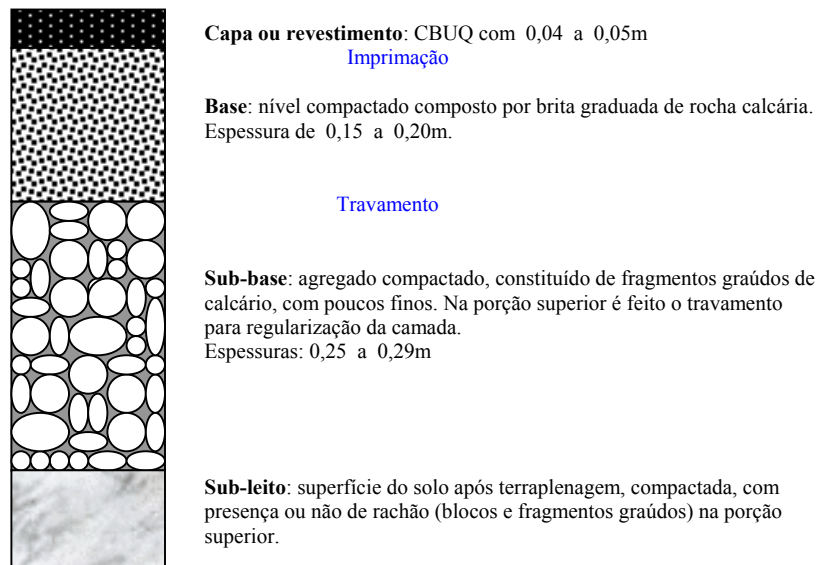 Capa ou revestimento: CBUQ com 0,04 a 0,05m
Imprimação
Base: nível compactado composto por brita graduada de rocha calcária.
Espessura de 0,15 a 0,20m.
Travamento
Sub-base: agregado compactado, constituído de fragmentos graúdos de
calcário, com poucos finos. Na porção superior é feito o travamento
para regularização da camada.
Espessuras: 0,25 a 0,29m
Sub-leito: superfície do solo após terraplenagem, compactada, com
presença ou não de rachão (blocos e fragmentos graúdos) na porção
superior.